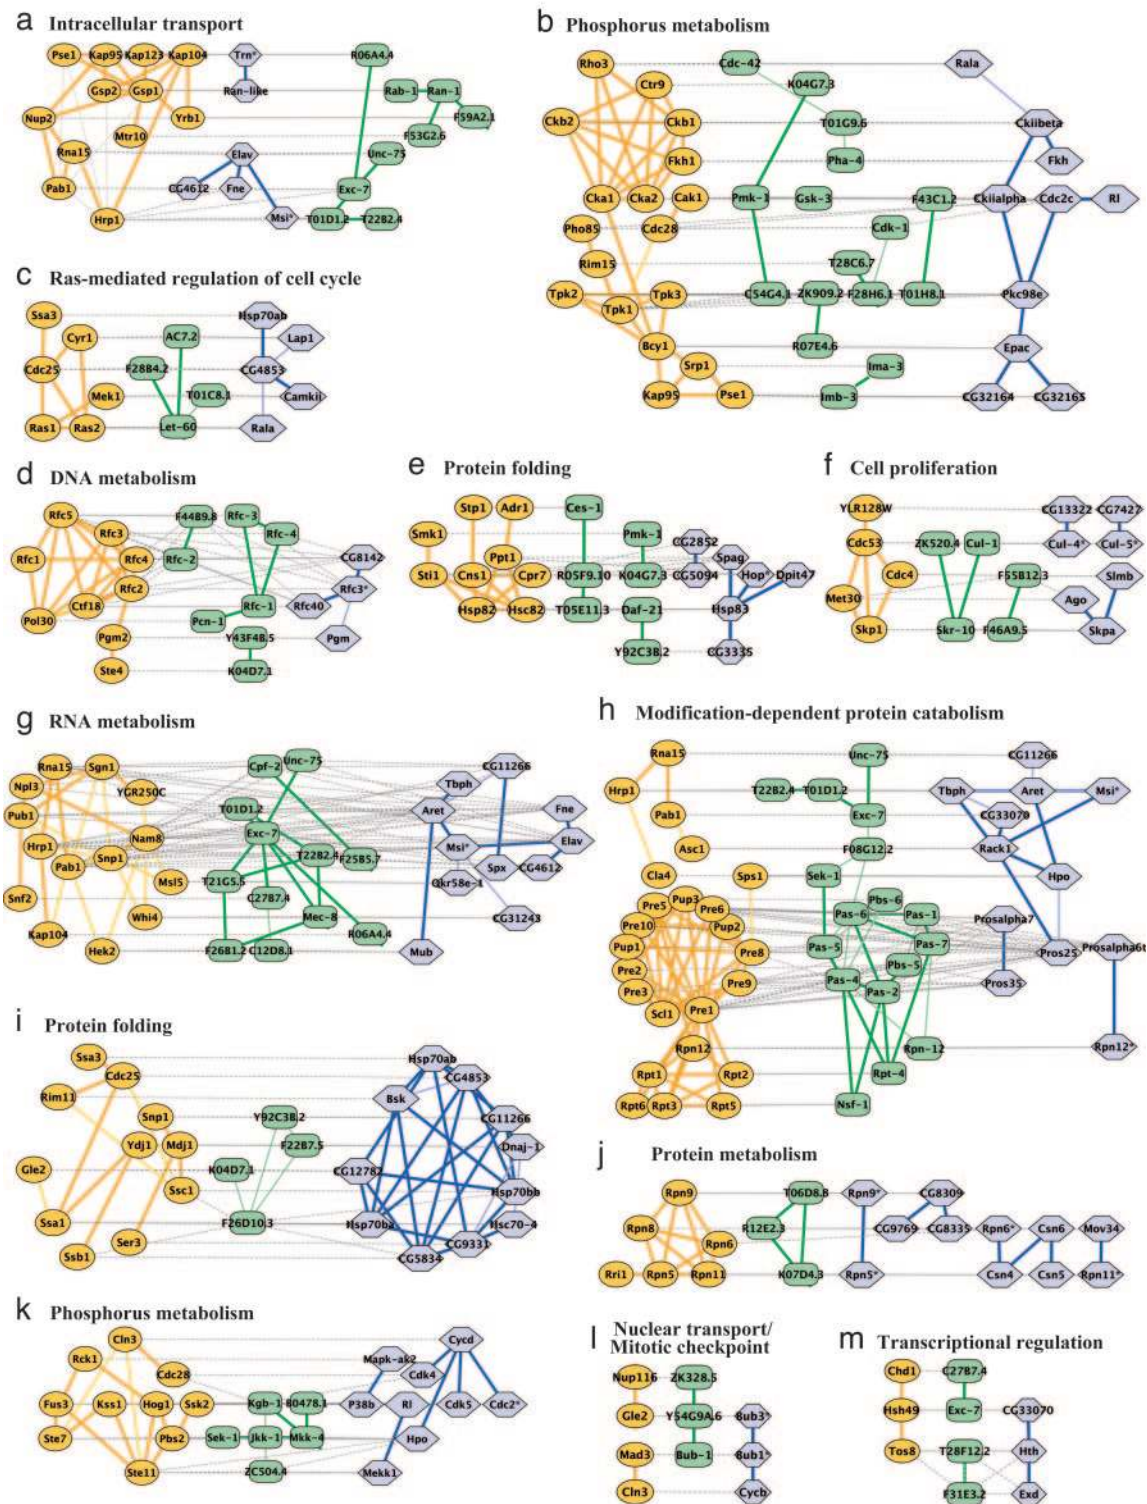 a Intracellular transport
Pse1 Kap95 Kap123 Kap104 Trn* R06A4.4
Gsp2 Gsp1 Ran-like Rab-1 Ran-1
Nup2 Yrb1 F59A2.1
Mtr10 F53G2.6
Rna15 Elav Unc-75
Pab1 CG4612 Fne Exc-7
Hrp1 Msi* T01D1.2 T22B2.4
b Phosphorus metabolism
Rho3 Cdc-42 Rala
Ctr9 K04G7.3
Ckb2 Ckb1 T01G9.6 Ckiibeta
Fkh1 Pha-4 Fkh
Cka1 Cka2 Cak1 Pmk-1 Gsk-3 F43C1.2 Ckiialpha Cdc2c Rl
Pho85 Cdc28 Cdk-1
Rim15 T28C6.7
Tpk2 Tpk3 C54G4.1 ZK909.2 F28H6.1 T01H8.1 Pkc98e
Tpk1
Bcy1 R07E4.6 Epac
Srp1 Ima-3
Kap95 Pse1 Imb-3 CG32164 CG32165
c Ras-mediated regulation of cell cycle
Ssa3 Hsp70ab
Cyr1 AC7.2 Lap1
Cdc25 F28B4.2 CG4853
Mek1 T01C8.1 Camkii
Ras1 Ras2 Let-60 Rala
d DNA metabolism
Rfc5 F44B9.8 Rfc-3
Rfc3 Rfc-4
Rfc1 Rfc4 Rfc-2 CG8142
Rfc2 Rfc3*
Pol30 Ctf18 Pcn-1 Rfc-1 Rfc40
Pgm2 Y43F4B.5 Pgm
Ste4 K04D7.1
e Protein folding
Stp1 Adr1 Ces-1
Smk1 Pmk-1 CG2852
Ppt1 Spag
Sti1 Cns1 Cpr7 R05F9.10 K04G7.3 CG5094 Hop* Dpit47
Hsp82 Hsc82 T05E11.3 Daf-21 Hsp83
Y92C3B.2 CG3335
f Cell proliferation
YLR128W CG13322 CG7427
Cdc53 ZK520.4 Cul-1 Cul-4* Cul-5*
Cdc4 F55B12.3 Slmb
Met30 Ago
Skp1 Skr-10 F46A9.5 Skpa
g RNA metabolism
Rna15 Sgn1 Cpf-2 Unc-75 CG11266
Npl3 YGR250C Tbph
Pub1 T01D1.2 Aret Fne
Hrp1 Nam8 Exc-7 Msi* Elav
Pab1 Snp1 T22B2.4 F25B5.7 Spx CG4612
Msl5 T21G5.5 Qkr58e-1
Snf2 Whi4 C27B7.4 Mec-8 CG31243
Kap104 R06A4.4
Hek2 F26B1.2 C12D8.1 Mub
h Modification-dependent protein catabolism
Rna15 Unc-75 CG11266
Hrp1 T22B2.4 T01D1.2 Tbph Aret Msi*
Pab1 Exc-7 CG33070
Asc1 F08G12.2 Rack1
Cla4 Sps1 Sek-1 Hpo
Pre5 Pup3 Pre6 Pas-6 Pbs-6 Pas-1 Prosalpha7
Pre10 Pup2
Pup1 Pre8 Pas-5 Pas-7 Pros25 Prosalpha6t
Pre2 Pbs-5
Pre3 Pre9 Pas-4 Pas-2 Pros35
Scl1 Pre1
Rpn12 Rpn-12 Rpn12*
Rpt1 Rpt2 Rpt-4
Rpt6 Rpt3 Rpt5 Nsf-1
i Protein folding
Ssa3 Hsp70ab
Cdc25 CG4853
Rim11 Bsk
Snp1 Y92C3B.2 CG11266
Ydj1 Mdj1 F22B7.5 Dnaj-1
Gle2 K04D7.1 CG12782
Ssc1 Hsp70bb
Ssa1 F26D10.3 Hsp70ba Hsc70-4
Ser3 CG9331
Ssb1 CG5834
j Protein metabolism
Rpn9 T06D8.8 Rpn9* CG8309
Rpn8 R12E2.3 CG9769 CG8335 Rpn6* Csn6 Mov34
Rpn6
Rri1 Rpn5 Rpn11 K07D4.3 Rpn5* Csn4 Csn5 Rpn11*
k Phosphorus metabolism
Cln3 Cycd
Rck1 Mapk-ak2
Cdc28 Cdk4
Fus3 Kss1 Hog1 Ssk2 Kgb-1 B0478.1 P38b Rl Cdk5 Cdc2*
Ste7 Pbs2 Sek-1 Jkk-1 Mkk-4 Hpo
Ste11 ZC504.4 Mekk1
l Nuclear transport/
Mitotic checkpoint
Nup116 ZK328.5
Gle2 Y54G9A.6 Bub3*
Mad3 Bub-1 Bub1*
Cln3 Cycb
m Transcriptional regulation
Chd1 C27B7.4
Hsh49 Exc-7 CG33070
Tos8 T28F12.2 Hth
F31E3.2 Exd